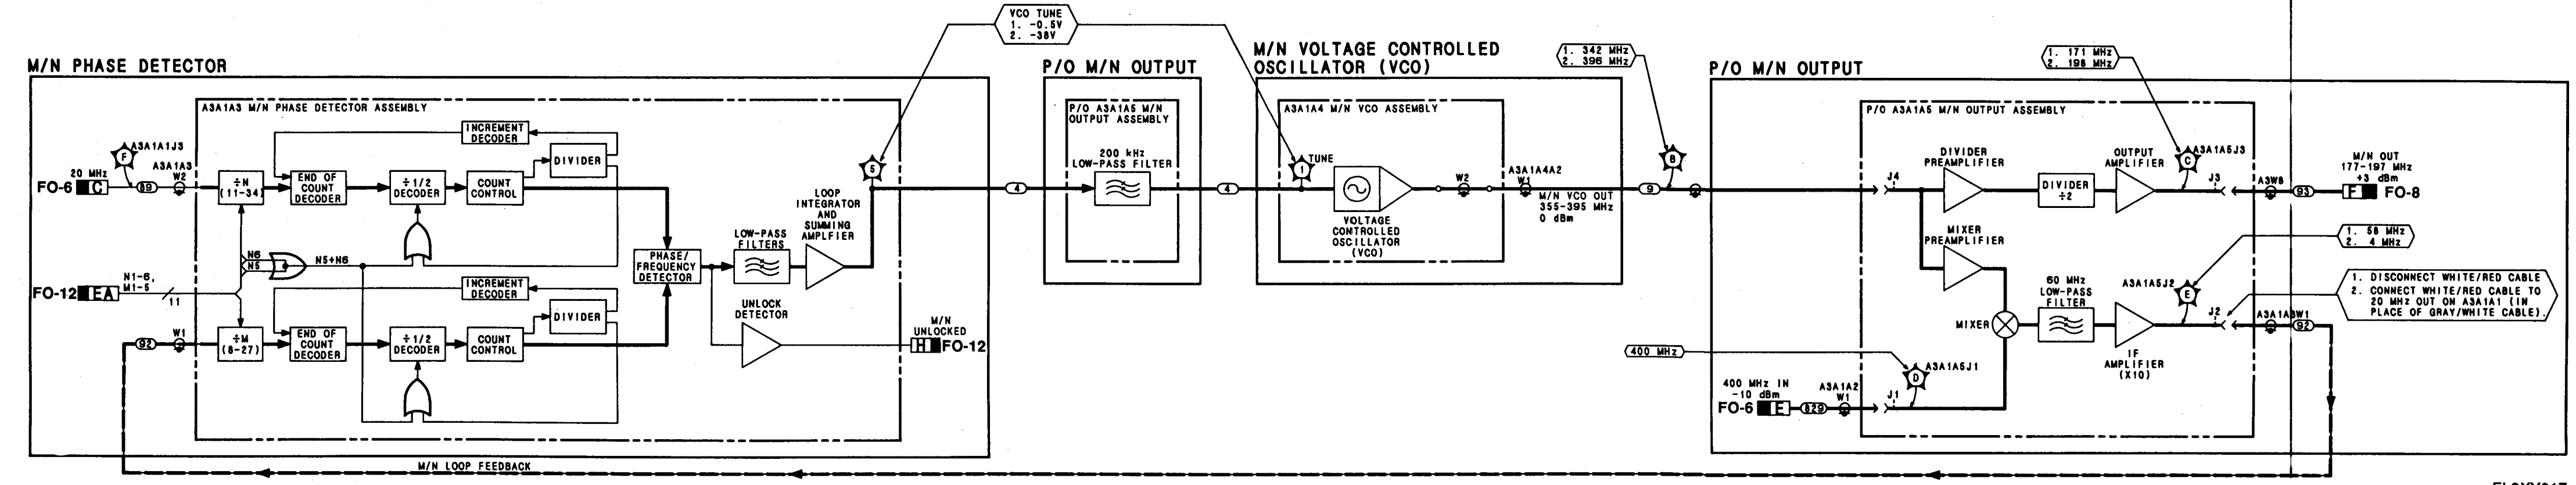 VCO TUNE
1. -0.5V
2. -38V
M/N PHASE DETECTOR
A3A1A3 M/N PHASE DETECTOR ASSEMBLY
F
A3A1A1J3
20 MHz
FO-6
C
89
A3A1A3
W2
÷N
(11-34)
END OF
COUNT
DECODER
INCREMENT
DECODER
÷1/2
DECODER
COUNT
CONTROL
DIVIDER
N6
N5
N5+N6
FO-12
EA
N1-6,
M1-5
11
92
W1
÷M
(8-27)
END OF
COUNT
DECODER
INCREMENT
DECODER
÷1/2
DECODER
COUNT
CONTROL
DIVIDER
PHASE/
FREQUENCY
DETECTOR
LOW-PASS
FILTERS
LOOP
INTEGRATOR
AND
SUMMING
AMPLFIER
5
UNLOCK
DETECTOR
M/N
UNLOCKED
H
FO-12
M/N LOOP FEEDBACK
4
P/O M/N OUTPUT
P/O A3A1A5 M/N
OUTPUT ASSEMBLY
200 kHz
LOW-PASS FILTER
4
M/N VOLTAGE CONTROLLED
OSCILLATOR (VCO)
A3A1A4 M/N VCO ASSEMBLY
1
TUNE
VOLTAGE
CONTROLLED
OSCILLATOR
(VCO)
W2
A3A1A4A2
W1
M/N VCO OUT
355-395 MHz
0 dBm
9
1. 342 MHz
2. 396 MHz
B
P/O M/N OUTPUT
P/O A3A1A5 M/N OUTPUT ASSEMBLY
J4
DIVIDER
PREAMPLIFIER
DIVIDER
÷2
OUTPUT
AMPLIFIER
1. 171 MHz
2. 198 MHz
C
A3A1A5J3
J3
A3W8
93
M/N OUT
177-197 MHz
+3 dBm
F
FO-8
MIXER
PREAMPLIFIER
MIXER
60 MHz
LOW-PASS
FILTER
IF
AMPLIFIER
(X10)
1. 58 MHz
2. 4 MHz
A3A1A5J2
E
J2
W1
92
1. DISCONNECT WHITE/RED CABLE
2. CONNECT WHITE/RED CABLE TO
20 MHz OUT ON A3A1A1 (IN
PLACE OF GRAY/WHITE CABLE).
400 MHz
D
A3A1A5J1
400 MHz IN
-10 dBm
FO-6
E
829
A3A1A2
W1
J1